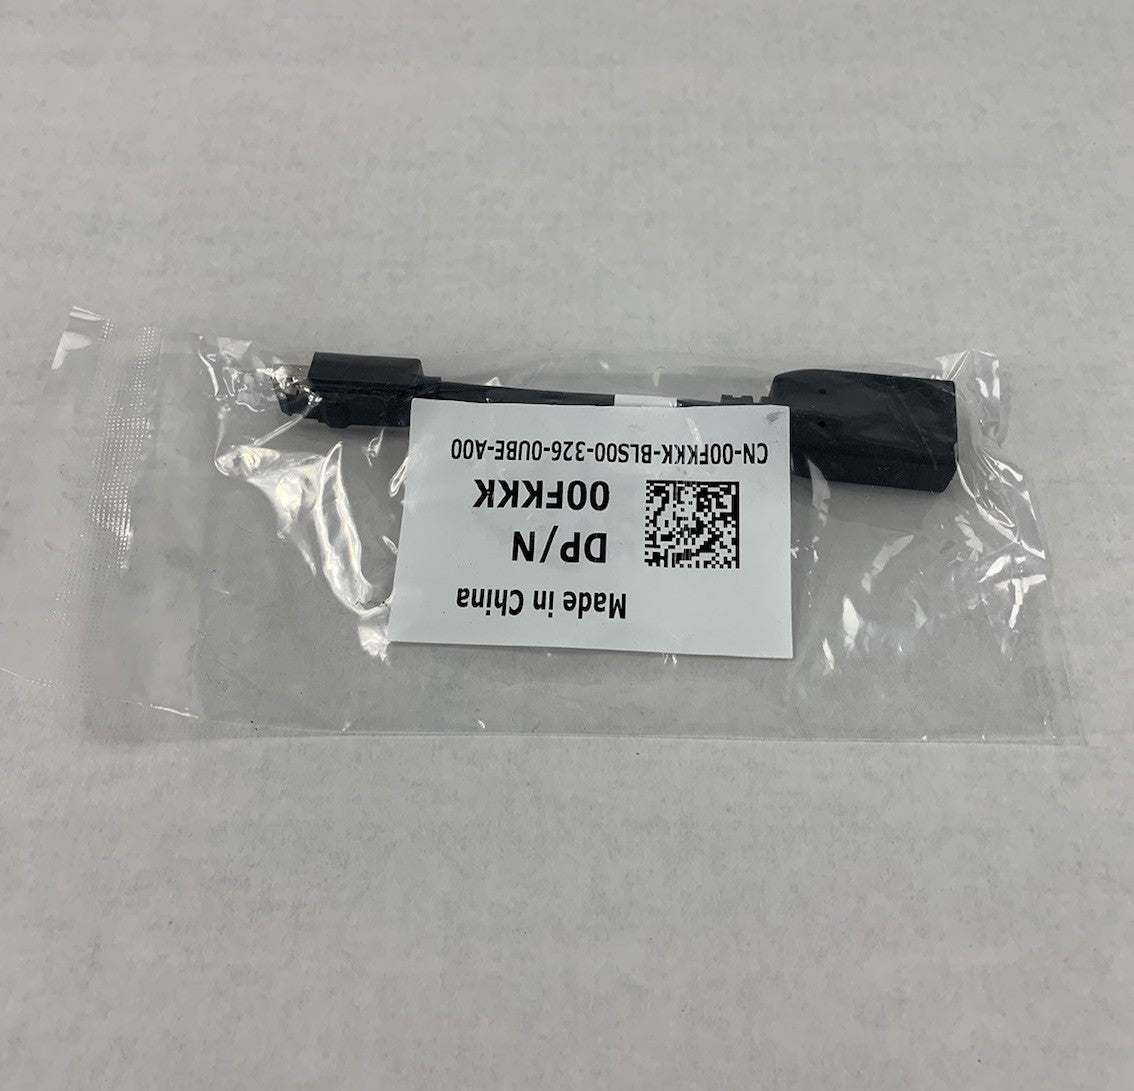 Made in China
DP/N
00FKKK
CN-00FKKK-BLS00-326-0UBE-A00